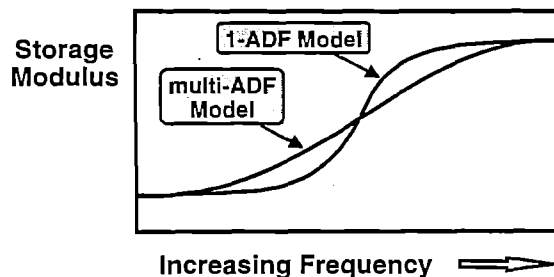 Storage
Modulus
1-ADF Model
multi-ADF
Model
Increasing Frequency